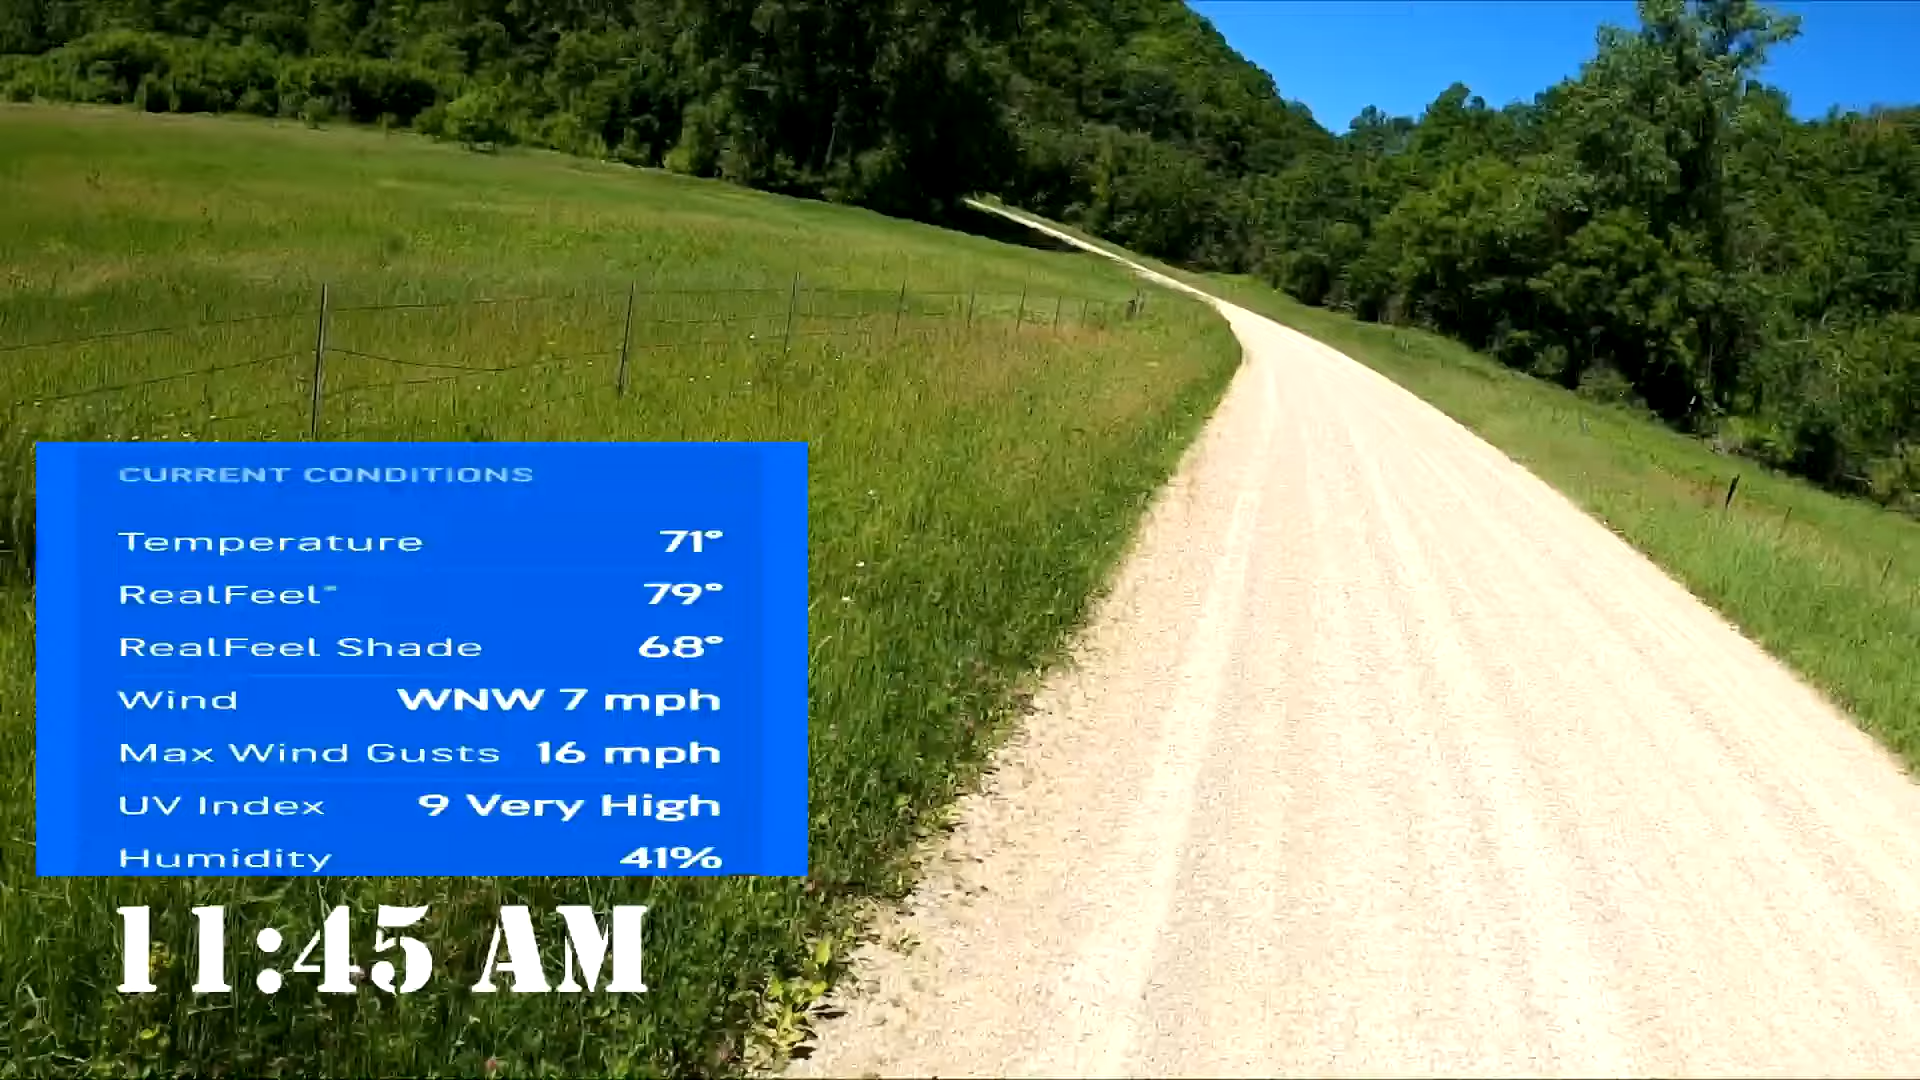 CURRENT CONDITIONS
Temperature 71°
RealFeel® 79°
RealFeel Shade 68°
Wind WNW 7 mph
Max Wind Gusts 16 mph
UV Index 9 Very High
Humidity 41%
11:45 AM